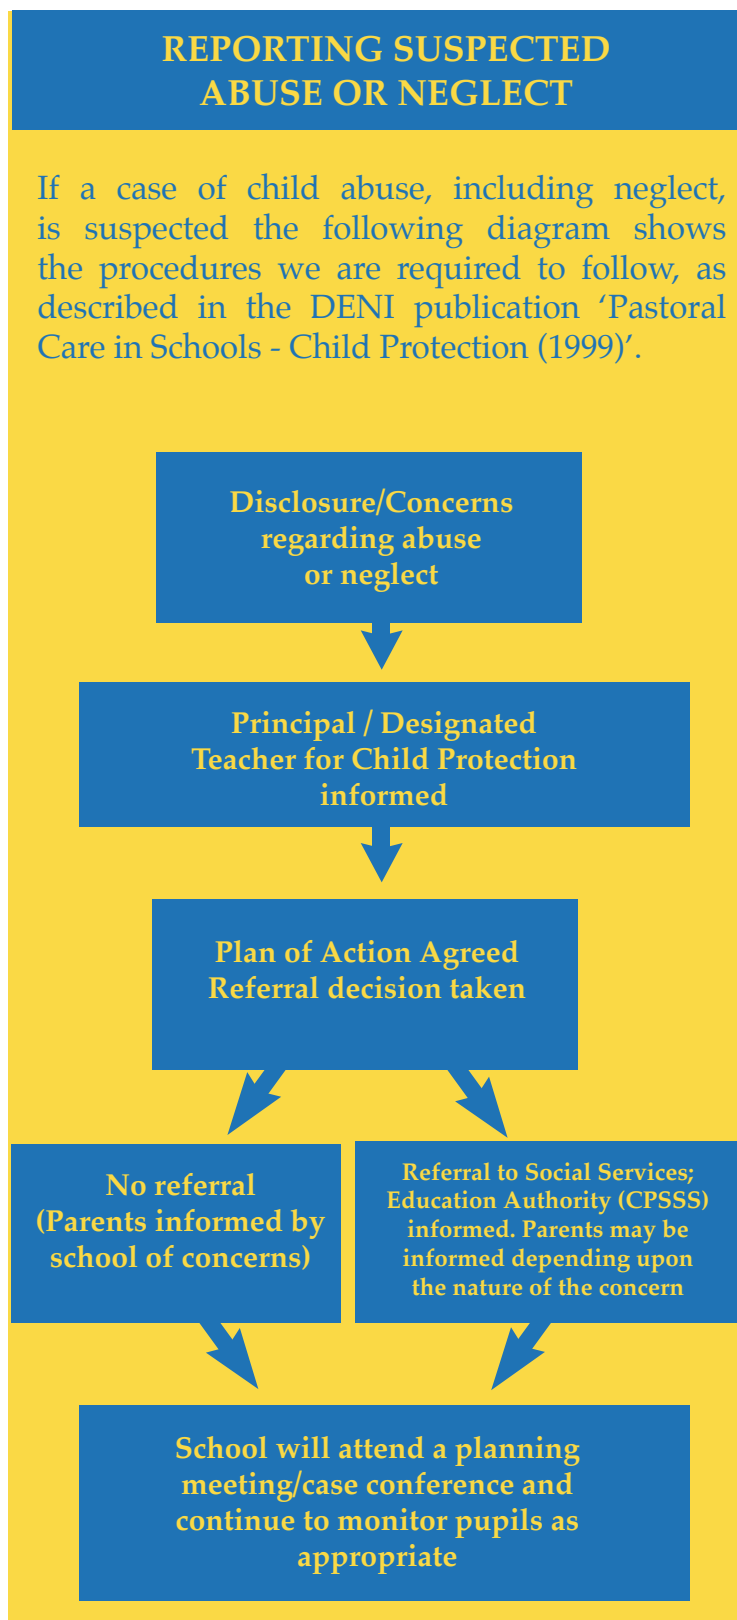 REPORTING SUSPECTED
ABUSE OR NEGLECT
If a case of child abuse, including neglect,
is suspected the following diagram shows
the procedures we are required to follow, as
described in the DENI publication ‘Pastoral
Care in Schools - Child Protection (1999)’.
Disclosure/Concerns
regarding abuse
or neglect
Principal / Designated
Teacher for Child Protection
informed
Plan of Action Agreed
Referral decision taken
No referral
(Parents informed by
school of concerns)
Referral to Social Services;
Education Authority (CPSSS)
informed. Parents may be
informed depending upon
the nature of the concern
School will attend a planning
meeting/case conference and
continue to monitor pupils as
appropriate